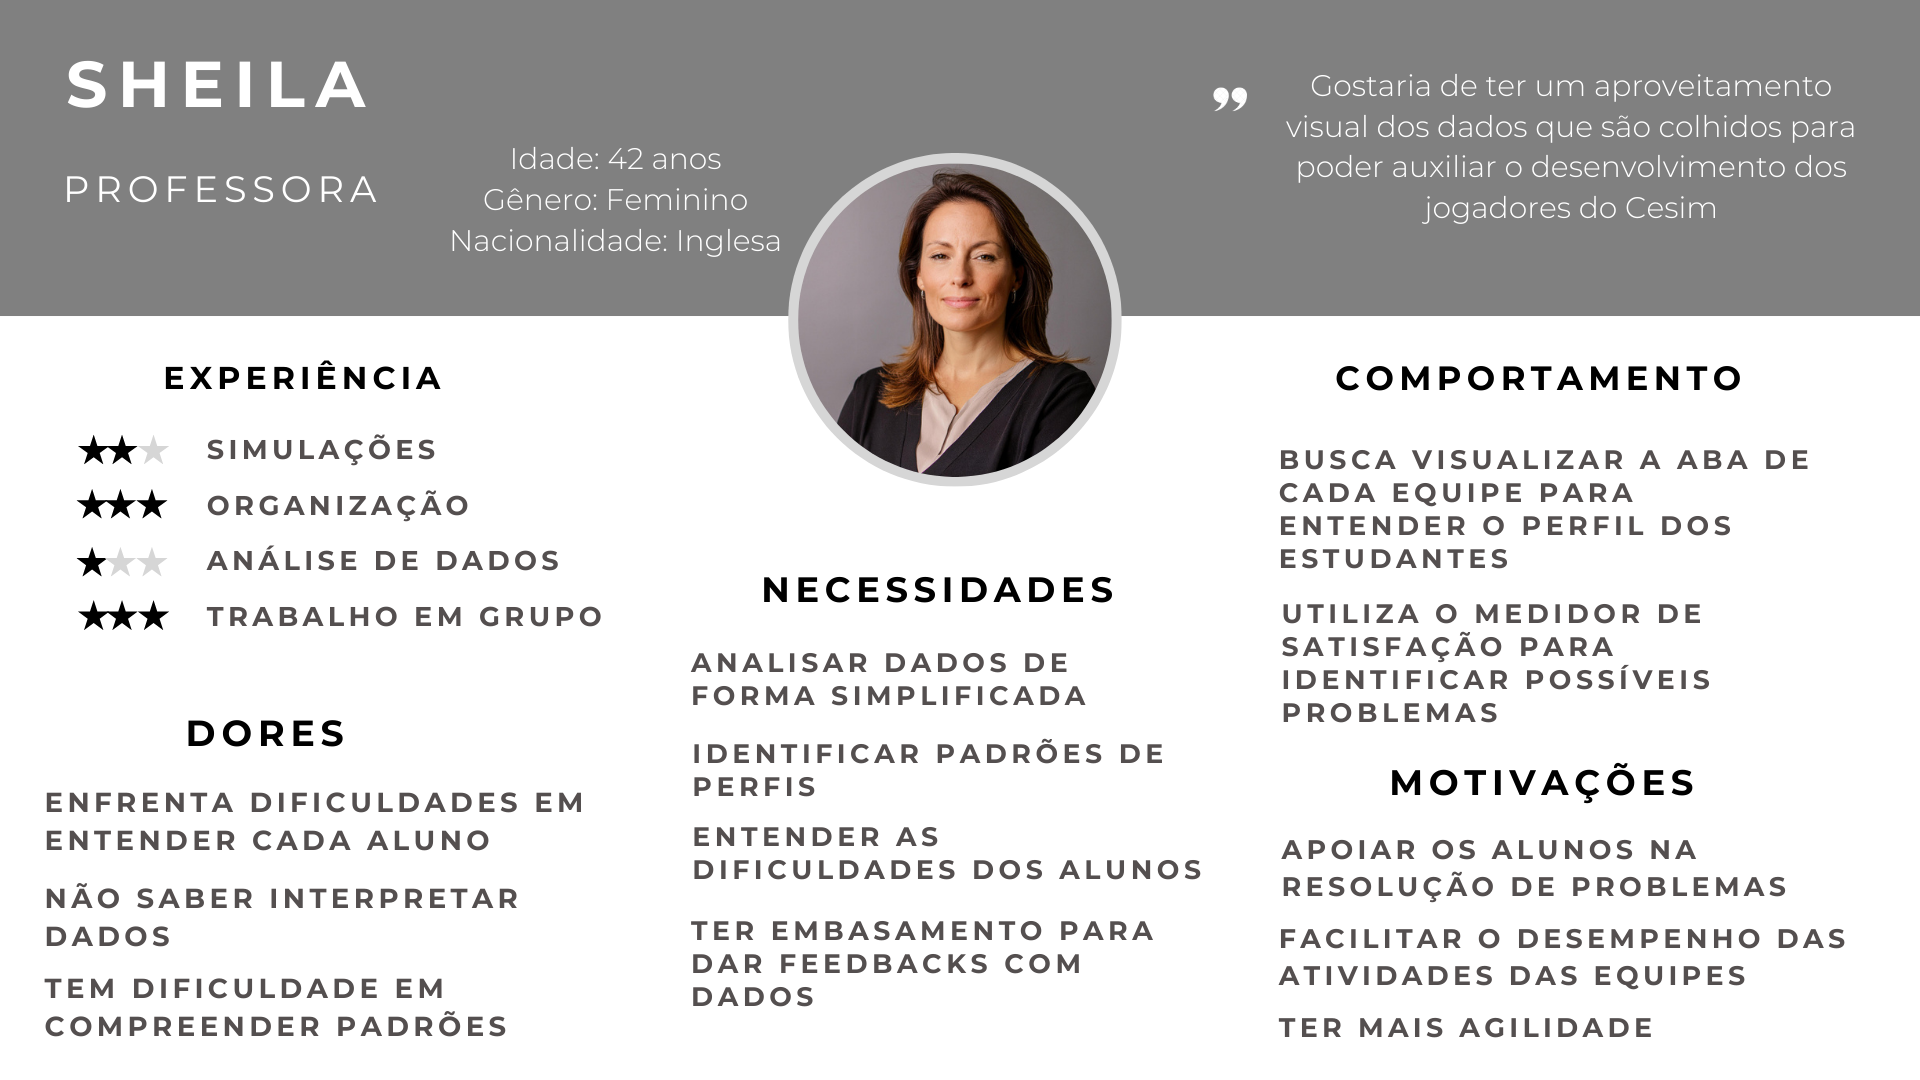 SHEILA
PROFESSORA
Idade: 42 anos
Gênero: Feminino
Nacionalidade: Inglesa
”
Gostaria de ter um aproveitamento
visual dos dados que são colhidos para
poder auxiliar o desenvolvimento dos
jogadores do Cesim
EXPERIÊNCIA
SIMULAÇÕES
ORGANIZAÇÃO
ANÁLISE DE DADOS
TRABALHO EM GRUPO
DORES
ENFRENTA DIFICULDADES EM
ENTENDER CADA ALUNO
NÃO SABER INTERPRETAR
DADOS
TEM DIFICULDADE EM
COMPREENDER PADRÕES
NECESSIDADES
ANALISAR DADOS DE
FORMA SIMPLIFICADA
IDENTIFICAR PADRÕES DE
PERFIS
ENTENDER AS
DIFICULDADES DOS ALUNOS
TER EMBASAMENTO PARA
DAR FEEDBACKS COM
DADOS
COMPORTAMENTO
BUSCA VISUALIZAR A ABA DE
CADA EQUIPE PARA
ENTENDER O PERFIL DOS
ESTUDANTES
UTILIZA O MEDIDOR DE
SATISFAÇÃO PARA
IDENTIFICAR POSSÍVEIS
PROBLEMAS
MOTIVAÇÕES
APOIAR OS ALUNOS NA
RESOLUÇÃO DE PROBLEMAS
FACILITAR O DESEMPENHO DAS
ATIVIDADES DAS EQUIPES
TER MAIS AGILIDADE